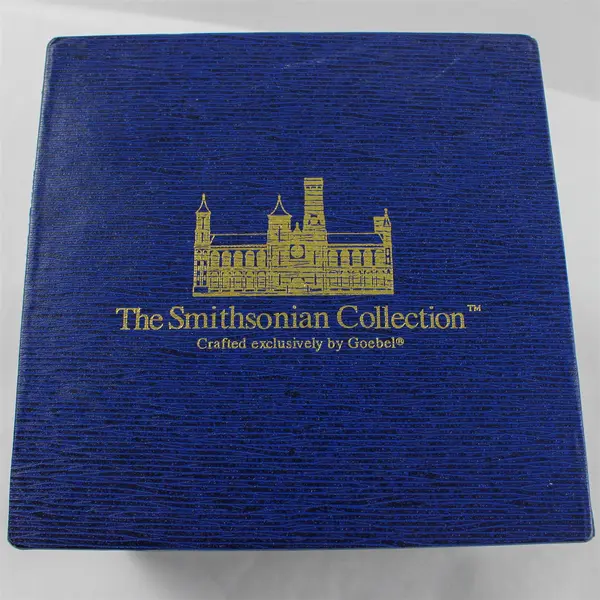 The Smithsonian Collection™
Crafted exclusively by Goebel®